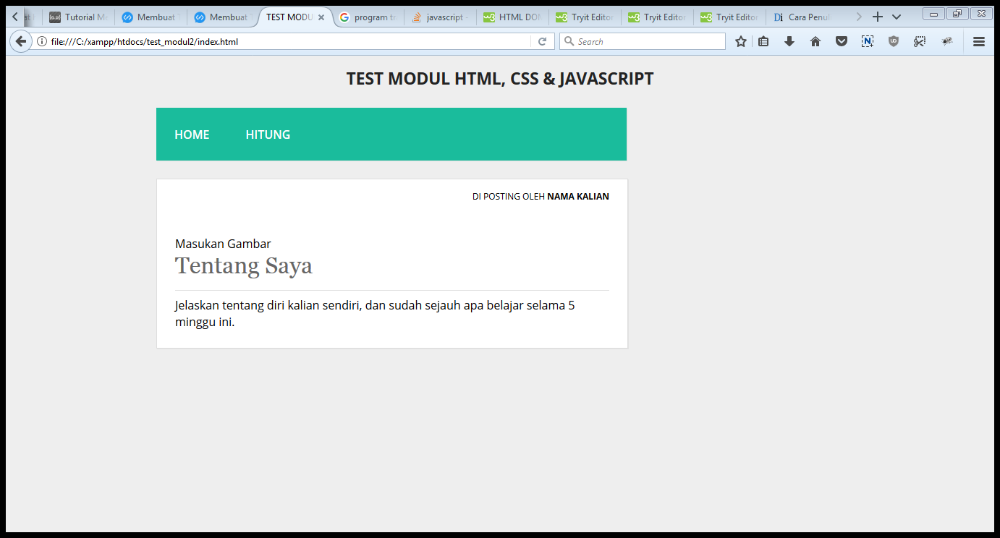 Tutorial M
Membuat
Membuat
TEST MODU
program tr
javascript -
HTML DOM
Tryit Editor
Tryit Editor
Tryit Editor
Di Cara Penuli
file:///C:/xampp/htdocs/test_modul2/index.html
Search
TEST MODUL HTML, CSS & JAVASCRIPT
HOME HITUNG
DI POSTING OLEH NAMA KALIAN
Masukan Gambar
Tentang Saya
Jelaskan tentang diri kalian sendiri, dan sudah sejauh apa belajar selama 5
minggu ini.